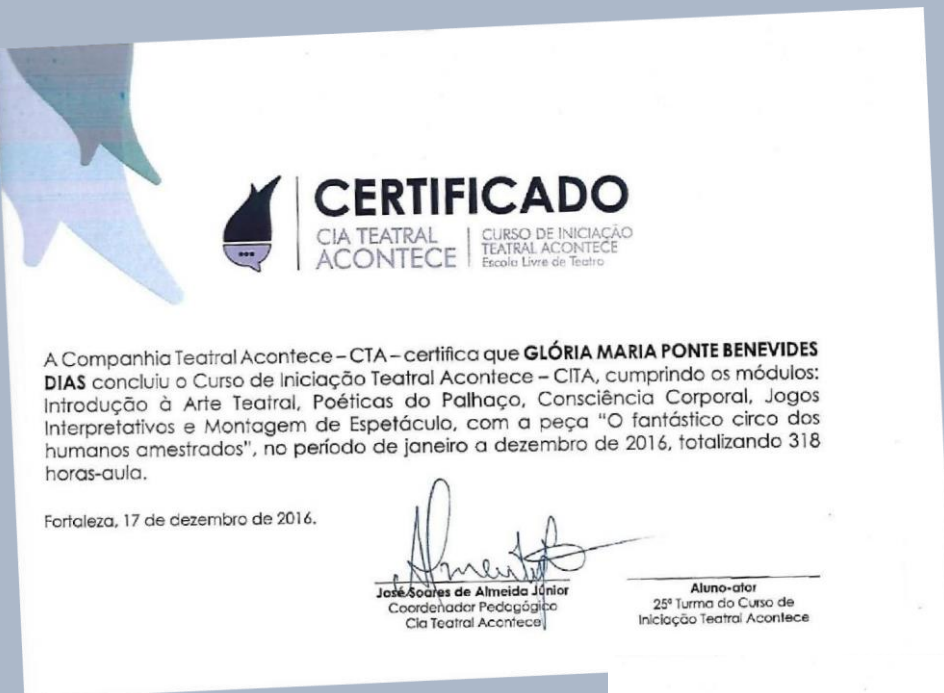 CERTIFICADO
CIA TEATRAL
ACONTECE
CURSO DE INICIAÇÃO
TEATRAL ACONTECE
Escola Livre de Teatro
A Companhia Teatral Acontece – CTA – certifica que GLÓRIA MARIA PONTE BENEVIDES
DIAS concluiu o Curso de Iniciação Teatral Acontece – CITA, cumprindo os módulos:
Introdução à Arte Teatral, Poéticas do Palhaço, Consciência Corporal, Jogos
Interpretativos e Montagem de Espetáculo, com a peça "O fantástico circo dos
humanos amestrados", no período de janeiro a dezembro de 2016, totalizando 318
horas-aula.
Fortaleza, 17 de dezembro de 2016.
José Soares de Almeida Júnior
Coordenador Pedagógico
Cia Teatral Acontece
Aluno-ator
25ª Turma do Curso de
Iniciação Teatral Acontece